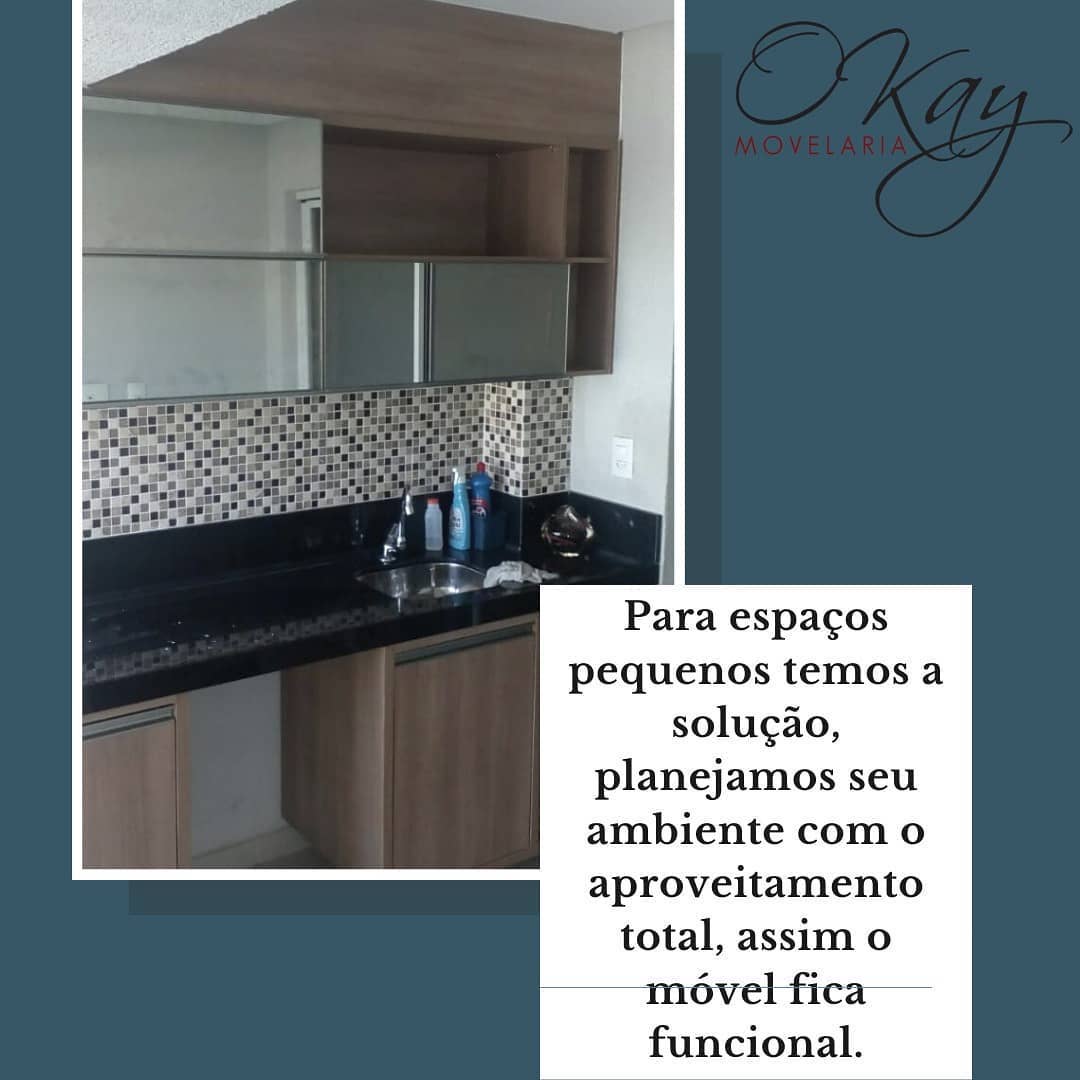 OKay
MOVELARIA
Para espaços
pequenos temos a
solução,
planejamos seu
ambiente com o
aproveitamento
total, assim o
móvel fica
funcional.